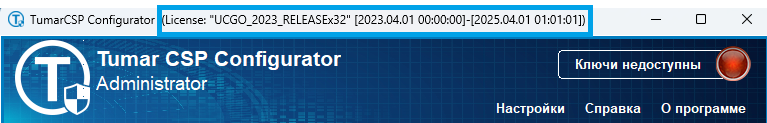 TumarCSP Configurator (License: "UCGO_2023_RELEASEx32" [2023.04.01 00:00:00]-[2025.04.01 01:01:01])
Tumar CSP Configurator
Administrator
Ключи недоступны
Настройки Справка О программе